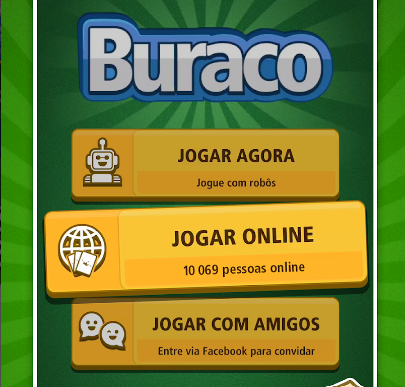 Buraco
JOGAR AGORA
Jogue com robôs
JOGAR ONLINE
10 069 pessoas online
JOGAR COM AMIGOS
Entre via Facebook para convidar